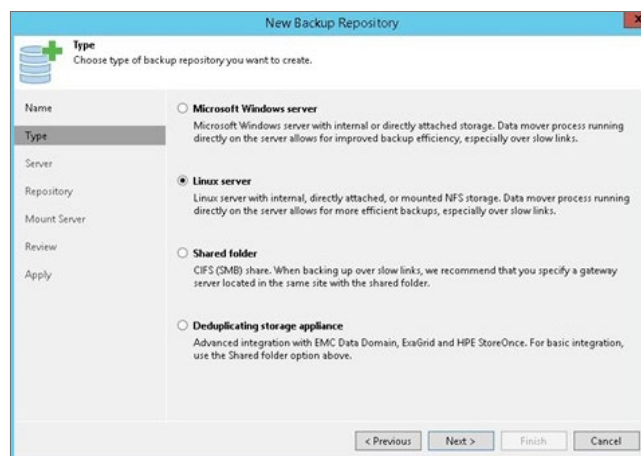 New Backup Repository
x
Type
Choose type of backup repository you want to create.
Name
Type
Server
Repository
Mount Server
Review
Apply
Microsoft Windows server
Microsoft Windows server with internal or directly attached storage. Data mover process running
directly on the server allows for improved backup efficiency, especially over slow links.
Linux server
Linux server with internal, directly attached, or mounted NFS storage. Data mover process running
directly on the server allows for more efficient backups, especially over slow links.
Shared folder
CIFS (SMB) share. When backing up over slow links, we recommend that you specify a gateway
server located in the same site with the shared folder.
Deduplicating storage appliance
Advanced integration with EMC Data Domain, ExaGrid and HPE StoreOnce. For basic integration,
use the Shared folder option above.
< Previous
Next >
Finish
Cancel